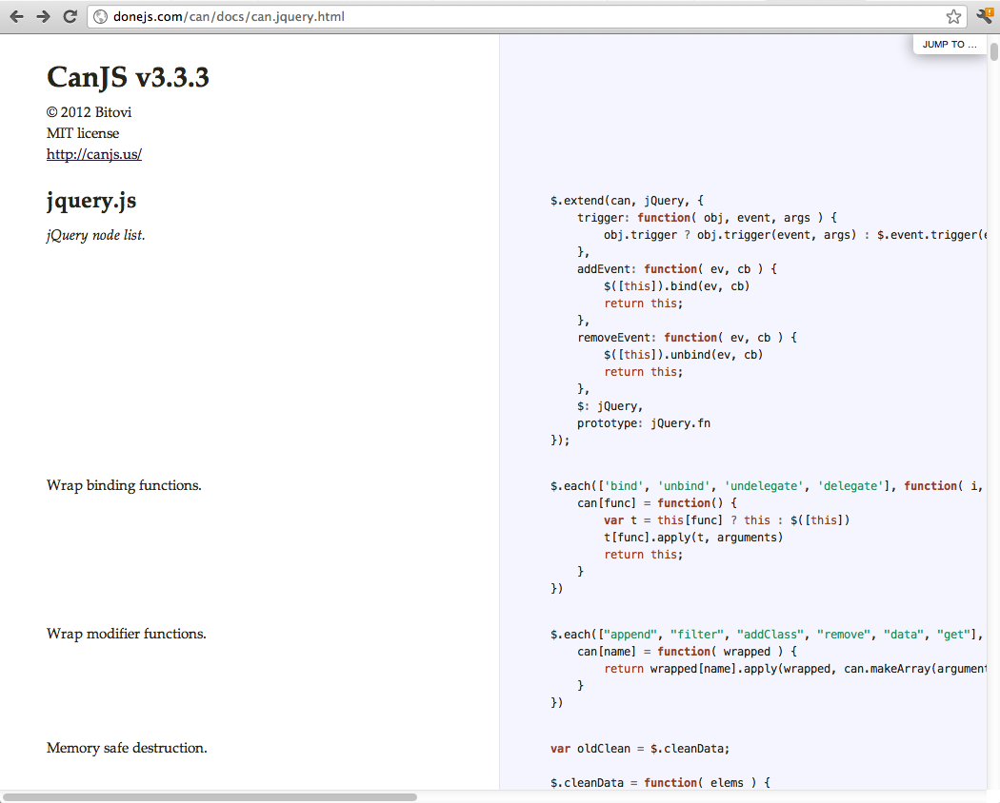 donejs.com/can/docs/can.jquery.html
JUMP TO …
CanJS v3.3.3
© 2012 Bitovi
MIT license
http://canjs.us/
jquery.js
jQuery node list.
$.extend(can, jQuery, {
    trigger: function( obj, event, args ) {
        obj.trigger ? obj.trigger(event, args) : $.event.trigger(
    },
    addEvent: function( ev, cb ) {
        $([this]).bind(ev, cb)
        return this;
    },
    removeEvent: function( ev, cb ) {
        $([this]).unbind(ev, cb)
        return this;
    },
    $: jQuery,
    prototype: jQuery.fn
});
Wrap binding functions.
$.each(['bind', 'unbind', 'undelegate', 'delegate'], function( i,
    can[func] = function() {
        var t = this[func] ? this : $([this])
        t[func].apply(t, arguments)
        return this;
    }
})
Wrap modifier functions.
$.each(["append", "filter", "addClass", "remove", "data", "get"],
    can[name] = function( wrapped ) {
        return wrapped[name].apply(wrapped, can.makeArray(argument
    }
})
Memory safe destruction.
var oldClean = $.cleanData;
$.cleanData = function( elems ) {